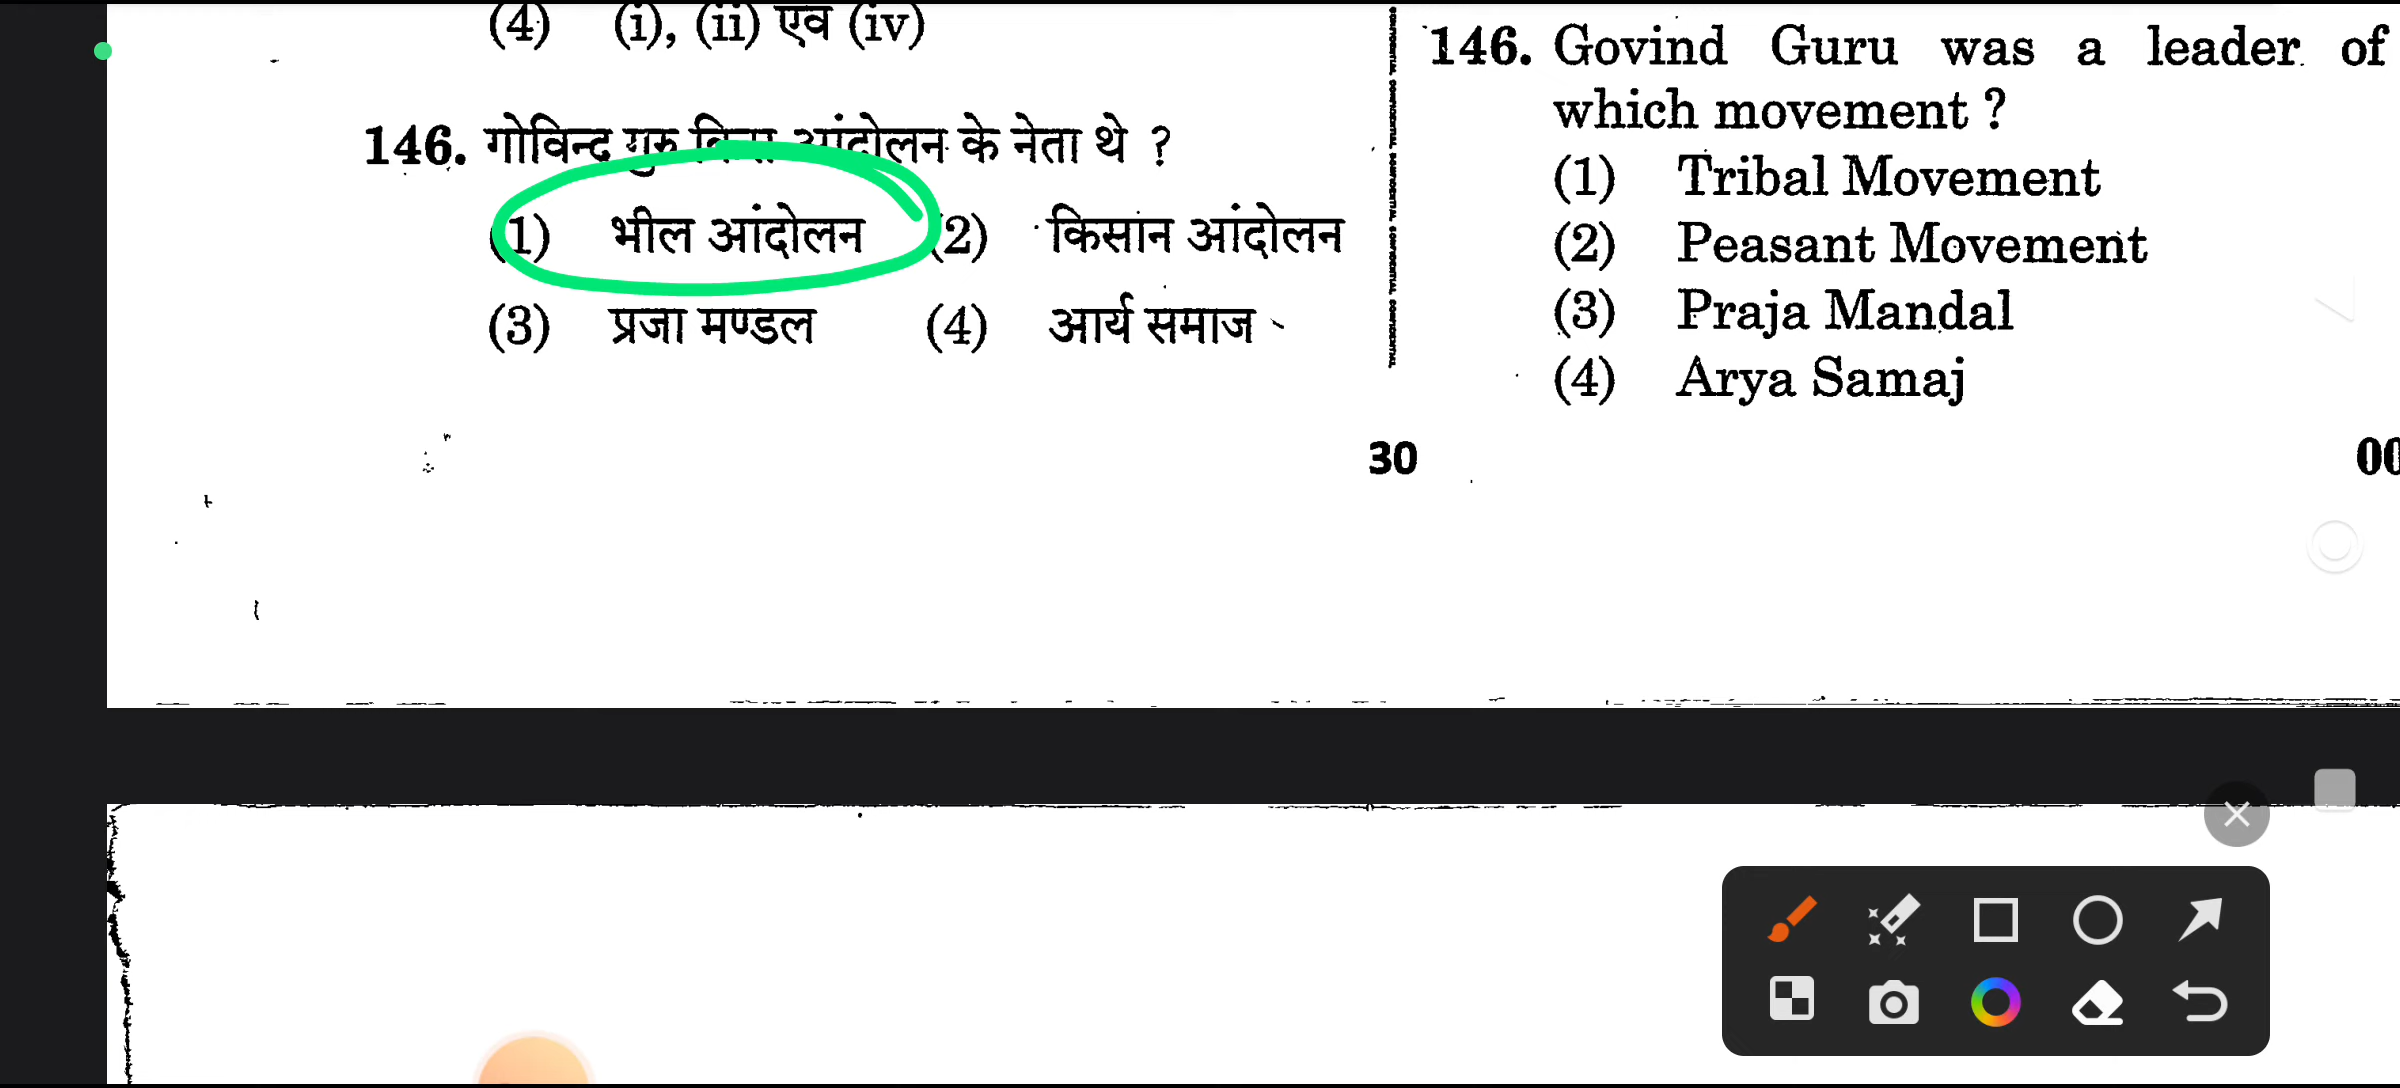 (4) (i), (ii) एवं (iv)
146. गोविन्द गुरु किस आंदोलन के नेता थे ?
(1) भील आंदोलन (2) किसान आंदोलन
(3) प्रजा मण्डल (4) आर्य समाज
146. Govind Guru was a leader of
which movement ?
(1) Tribal Movement
(2) Peasant Movement
(3) Praja Mandal
(4) Arya Samaj
30
00